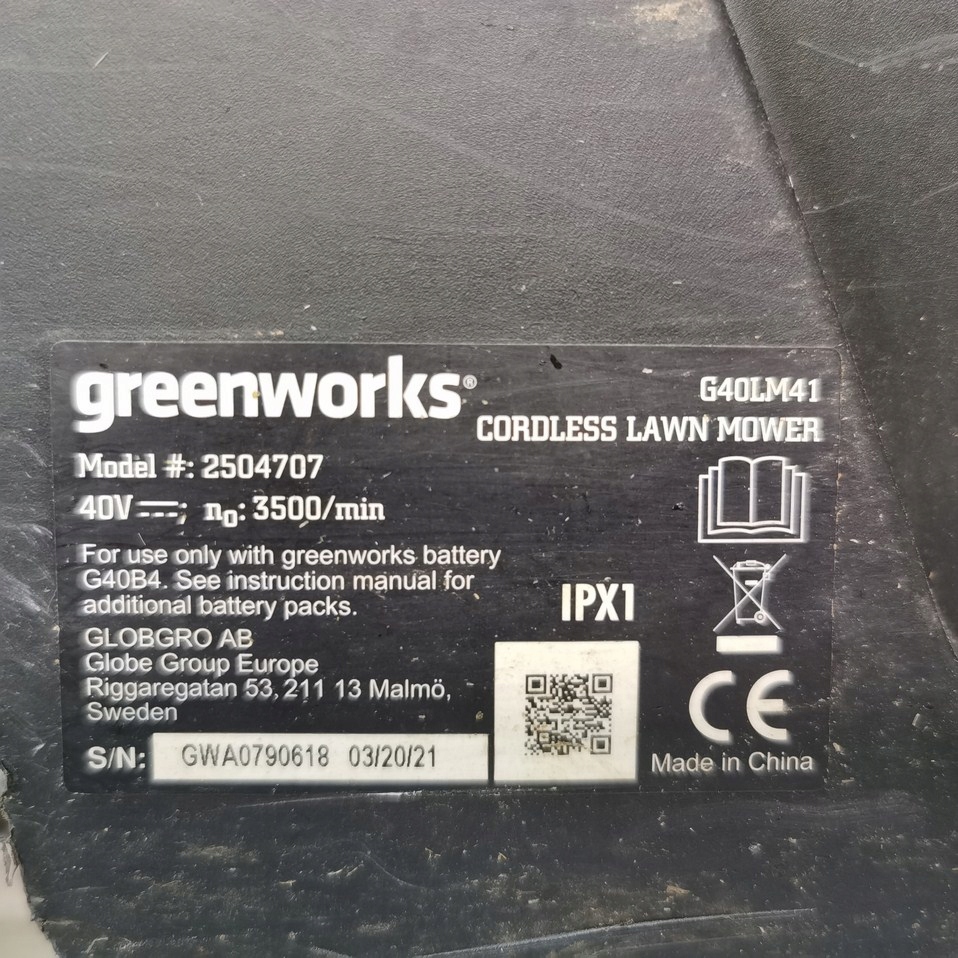 greenworks®
G40LM41
CORDLESS LAWN MOWER
Model #: 2504707
40V ⎓; n₀: 3500/min
For use only with greenworks battery
G40B4. See instruction manual for
additional battery packs.
IPX1
GLOBGRO AB
Globe Group Europe
Riggaregatan 53, 211 13 Malmö,
Sweden
S/N: GWA0790618 03/20/21
CE
Made in China